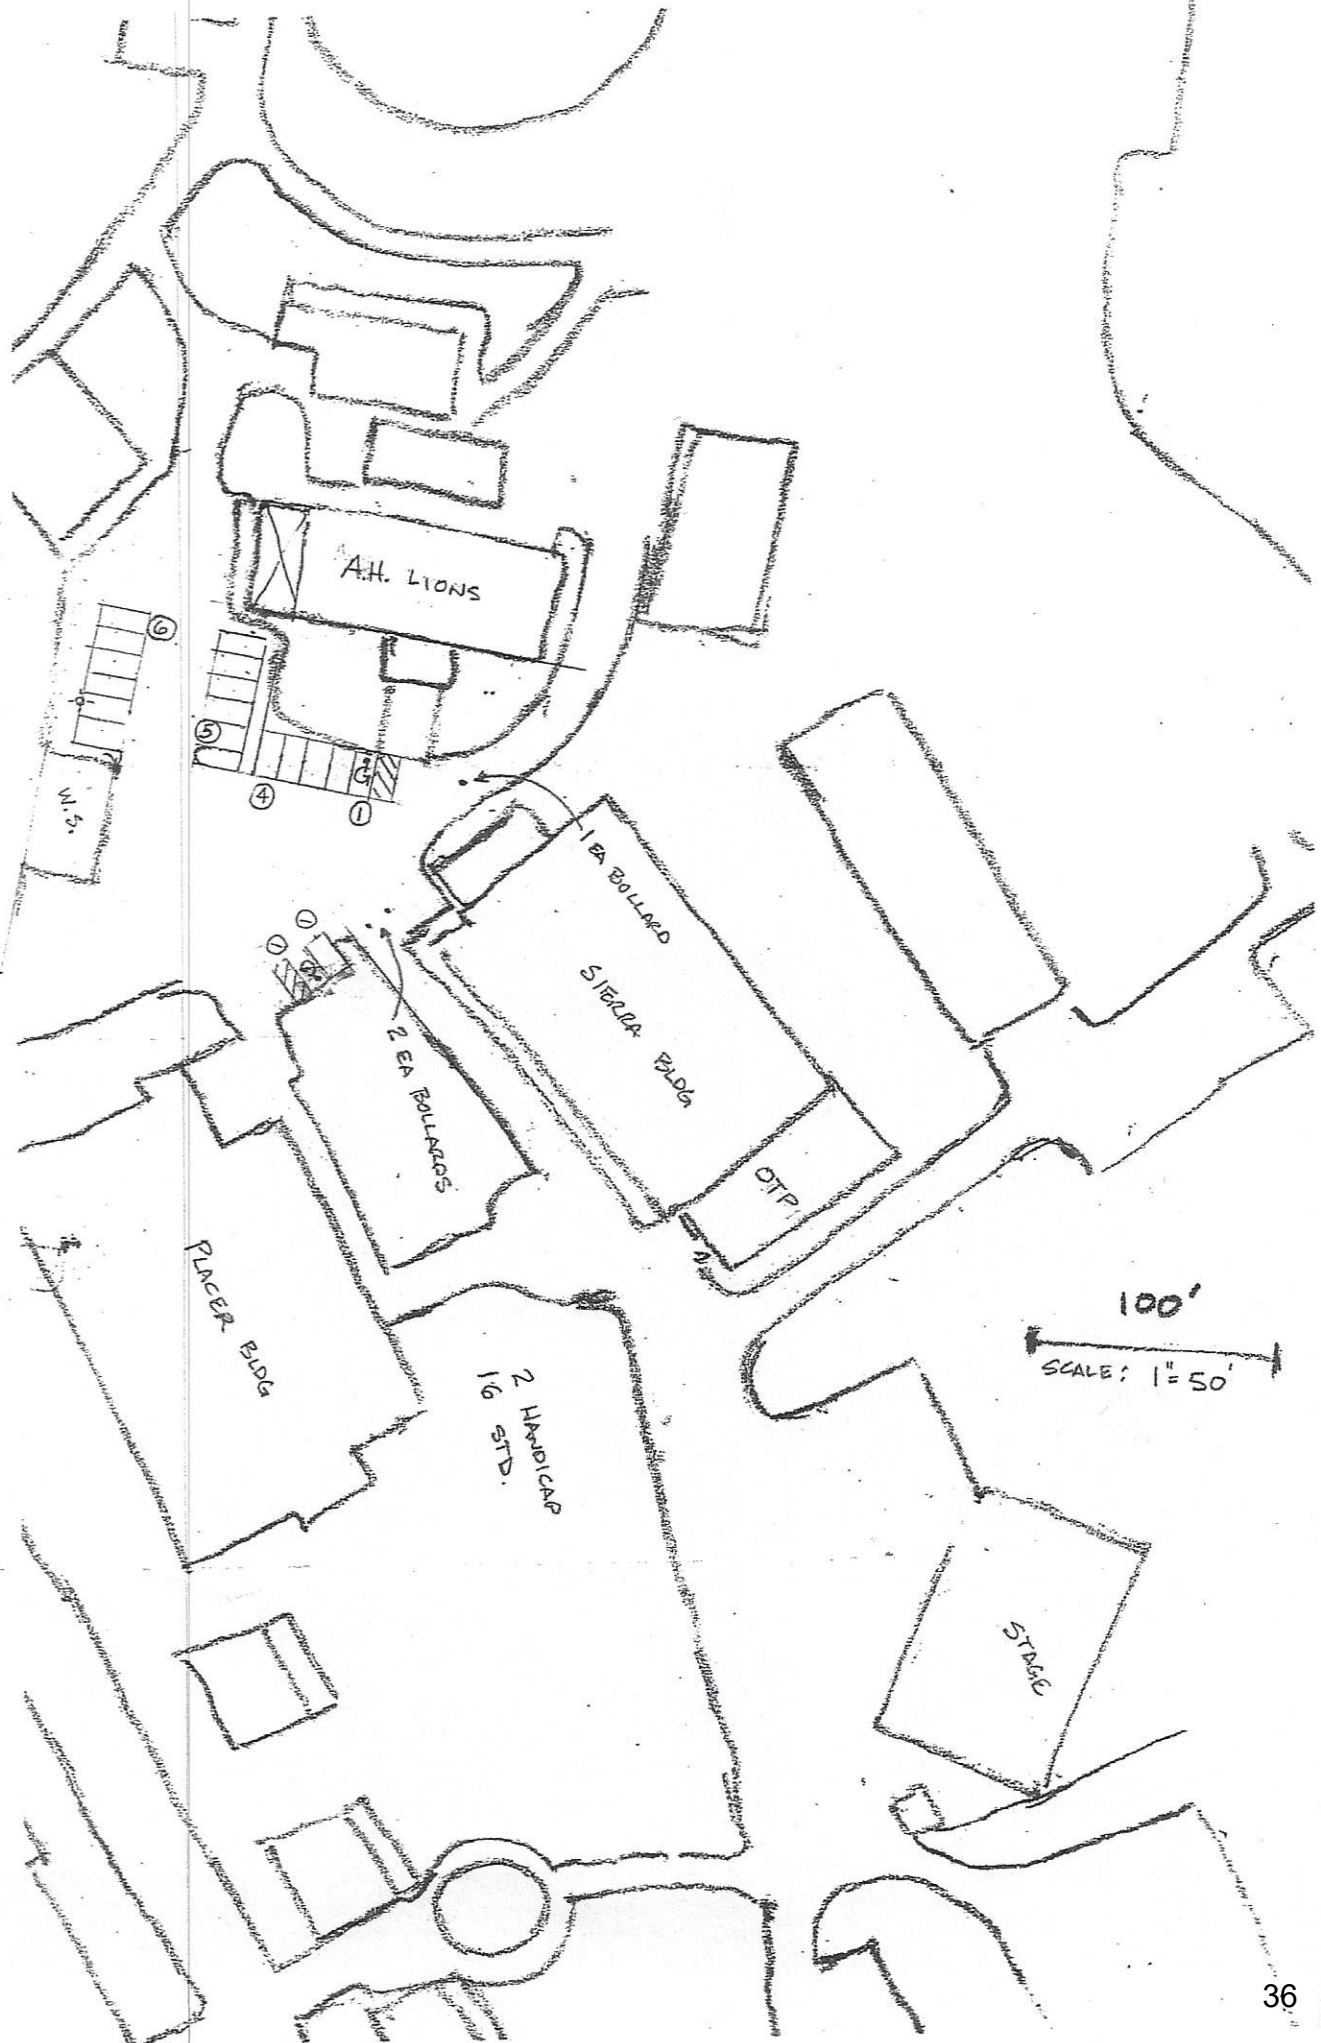 A.H. LIONS
6
5
W.S.
4
1
1 EA BOLLARD
1
1
SIERRA BLDG
2 EA BOLLARDS
OTP
PLACER BLDG
100'
SCALE: 1"=50'
2 HANDICAP
16 STD.
STAGE
36